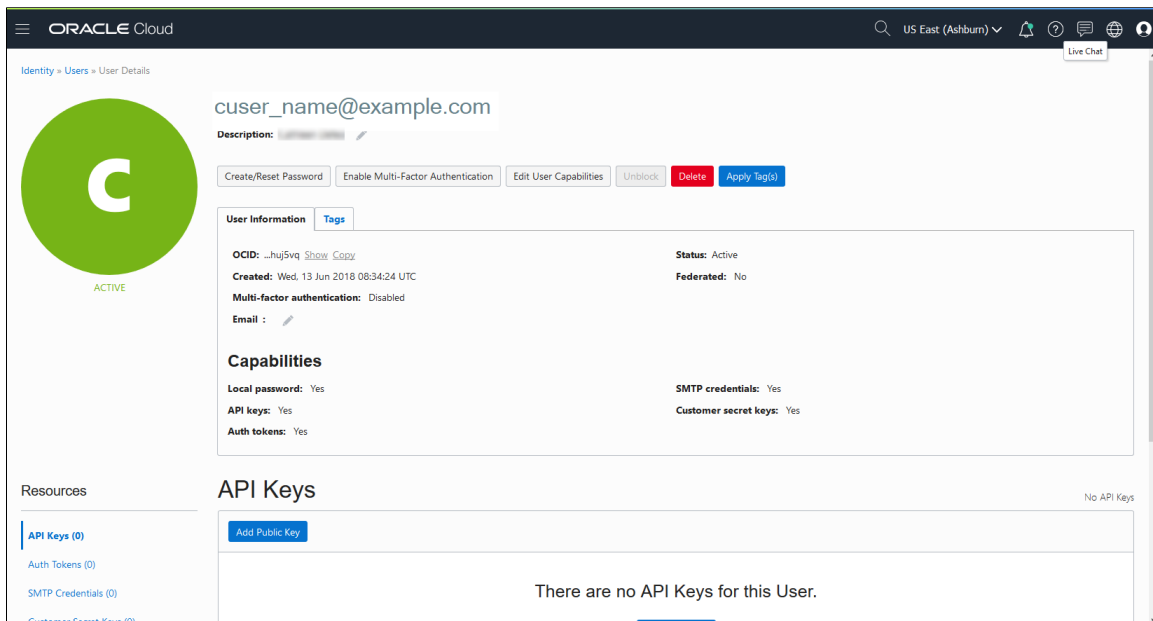 ORACLE Cloud US East (Ashburn)
Live Chat
Identity » Users » User Details
C
ACTIVE
cuser_name@example.com
Description:
Create/Reset Password Enable Multi-Factor Authentication Edit User Capabilities Unblock Delete Apply Tag(s)
User Information Tags
OCID: ...huj5vq Show Copy Status: Active
Created: Wed, 13 Jun 2018 08:34:24 UTC Federated: No
Multi-factor authentication: Disabled
Email :
Capabilities
Local password: Yes SMTP credentials: Yes
API keys: Yes Customer secret keys: Yes
Auth tokens: Yes
Resources
API Keys (0)
Auth Tokens (0)
SMTP Credentials (0)
Customer Secret Keys (0)
API Keys
No API Keys
Add Public Key
There are no API Keys for this User.